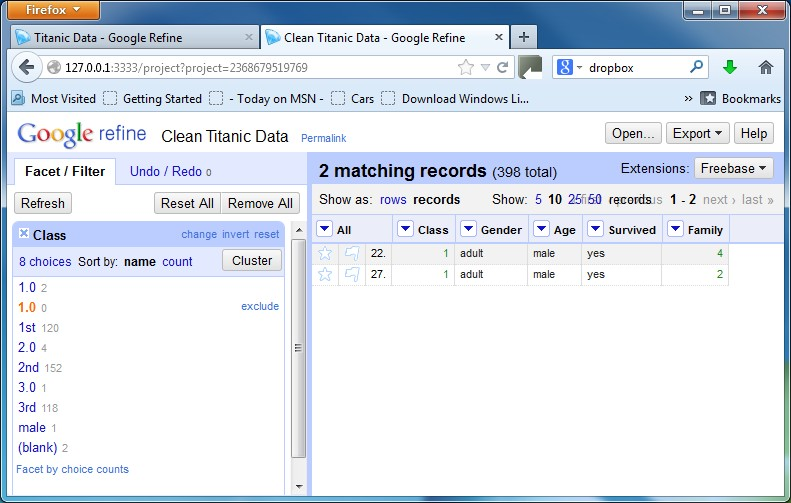 Firefox
Titanic Data - Google Refine
Clean Titanic Data - Google Refine
127.0.0.1:3333/project?project=2368679519769
dropbox
Most Visited Getting Started - Today on MSN - Cars Download Windows Li... » Bookmarks
Google refine Clean Titanic Data Permalink Open... Export Help
Facet / Filter Undo / Redo 0
Refresh Reset All Remove All
Class change invert reset
8 choices Sort by: name count Cluster
1.0 2
1.0 0 exclude
1st 120
2.0 4
2nd 152
3.0 1
3rd 118
male 1
(blank) 2
Facet by choice counts
2 matching records (398 total) Extensions: Freebase
Show as: rows records Show: 5 10 25 50 records 1 - 2 next › last »
All Class Gender Age Survived Family
22. 1 adult male yes 4
27. 1 adult male yes 2